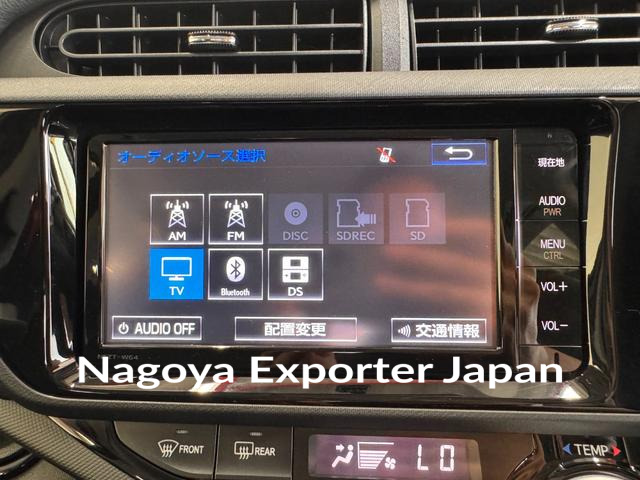 オーディオソース選択
現在地
AM
FM
DISC
SDREC
SD
AUDIO
PWR
MENU
CTRL
TV
Bluetooth
DS
VOL+
AUDIO OFF
配置変更
交通情報
VOL-
NSZT-W64
Nagoya Exporter Japan
FRONT
REAR
LO
TEMP